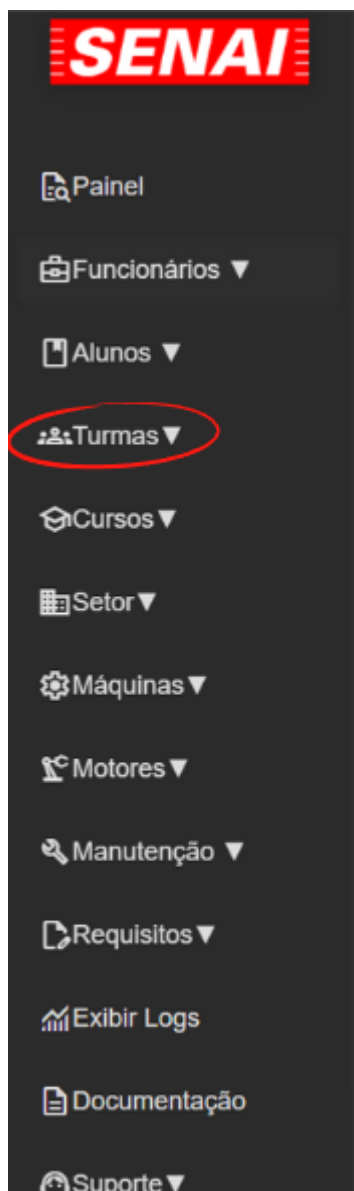 SENAI
Painel
Funcionários ▼
Alunos ▼
Turmas ▼
Cursos ▼
Setor ▼
Máquinas ▼
Motores ▼
Manutenção ▼
Requisitos ▼
Exibir Logs
Documentação
Suporte ▼